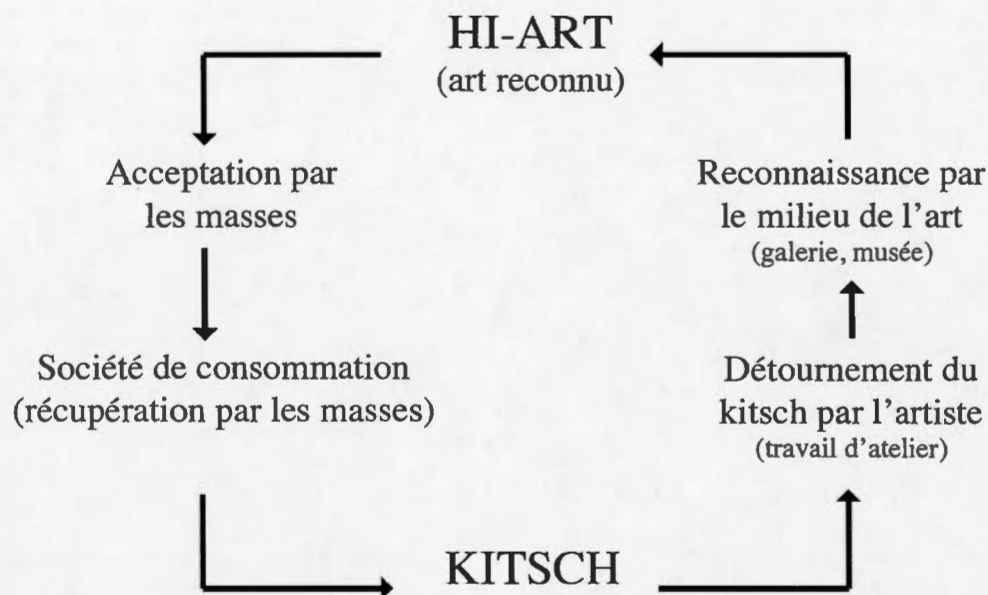 HI-ART
(art reconnu)
Acceptation par
les masses
Société de consommation
(récupération par les masses)
KITSCH
Détournement du
kitsch par l'artiste
(travail d'atelier)
Reconnaissance par
le milieu de l'art
(galerie, musée)